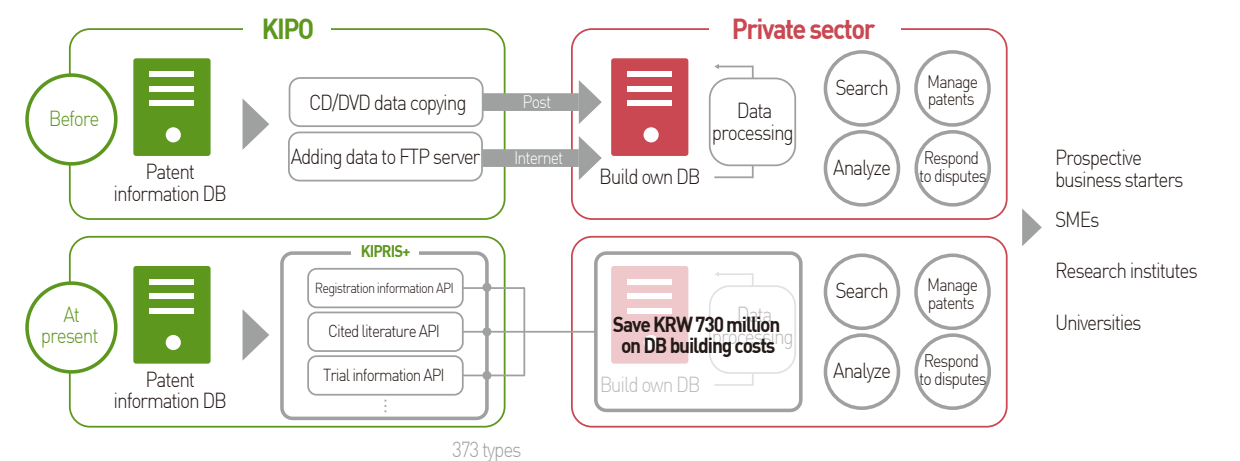 KIPO
Private sector
Before
Patent
information DB
CD/DVD data copying
Adding data to FTP server
Post
Internet
Build own DB
Data
processing
Search
Manage
patents
Analyze
Respond
to disputes
At
present
Patent
information DB
KIPRIS+
Registration information API
Cited literature API
Trial information API
⋮
373 types
Data
processing
Save KRW 730 million
on DB building costs
Build own DB
Search
Manage
patents
Analyze
Respond
to disputes
Prospective
business starters
SMEs
Research institutes
Universities